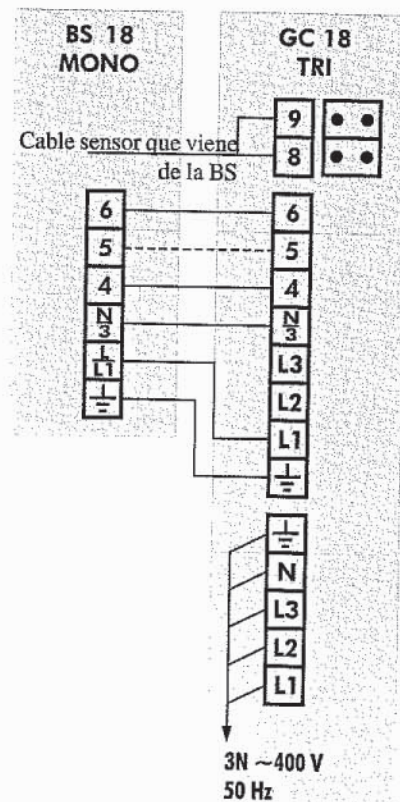 BS 18
MONO
GC 18
TRI
9
Cable sensor que viene
8
de la BS
6
6
5
5
4
4
N
3
N
3
L
L1
L3
L2
L1
N
L3
L2
L1
3N ~400 V
50 Hz